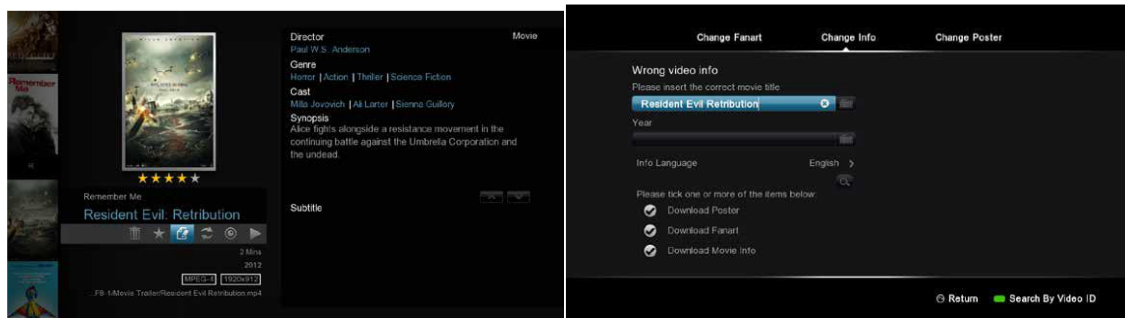 Director
Movie
Paul W.S. Anderson
Genre
Horror | Action | Thriller | Science Fiction
Cast
Milla Jovovich | Ali Larter | Sienna Guillory
Synopsis
Alice fights alongside a resistance movement in the
continuing battle against the Umbrella Corporation and
the undead.
Subtitle
Remember
Me
Remember Me
Resident Evil: Retribution
2 Mins
2012
MPEG-4 1920x912
...F8-1/Movie Trailer/Resident Evil Retribution.mp4
Change Fanart
Change Info
Change Poster
Wrong video info
Please insert the correct movie title
Resident Evil Retribution
Year
Info Language
English >
Please tick one or more of the items below:
Download Poster
Download Fanart
Download Movie Info
Return
Search By Video ID